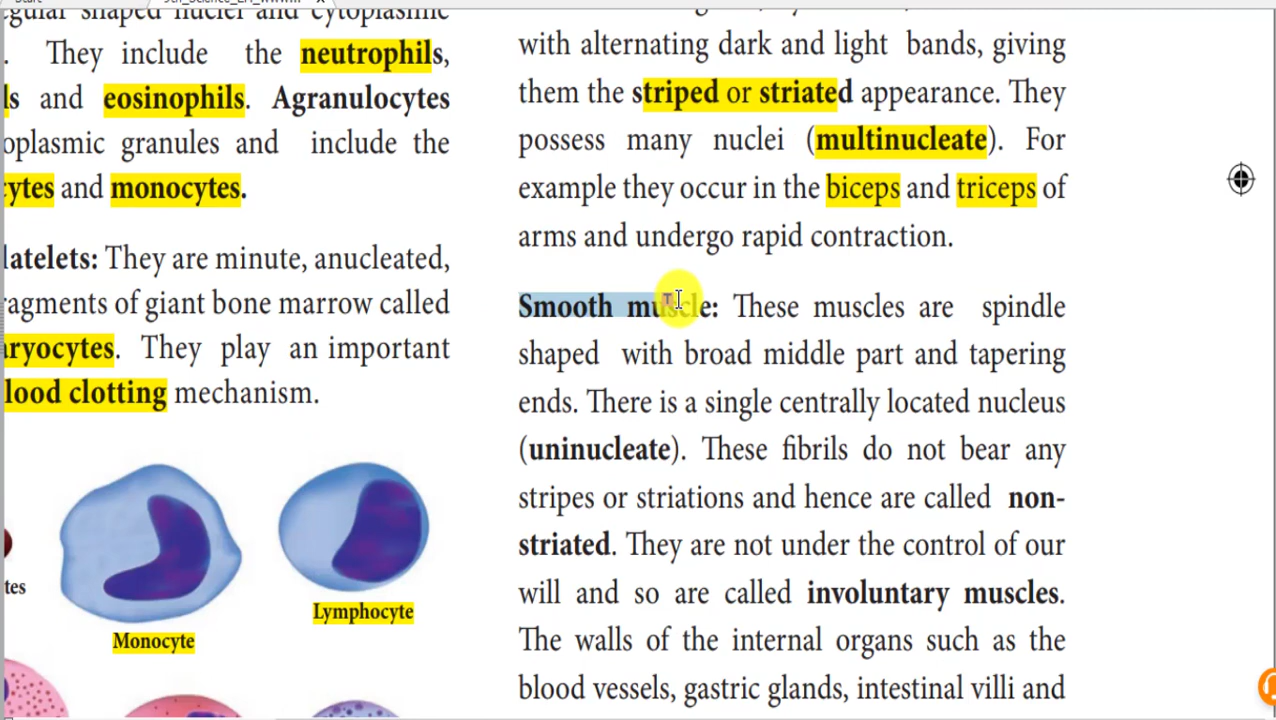 gular shaped nuclei and cytoplasmic
. They include the neutrophils,
ls and eosinophils. Agranulocytes
oplasmic granules and include the
cytes and monocytes.
latelets: They are minute, anucleated,
ragments of giant bone marrow called
aryocytes. They play an important
lood clotting mechanism.
tes
Monocyte
Lymphocyte
with alternating dark and light bands, giving
them the striped or striated appearance. They
possess many nuclei (multinucleate). For
example they occur in the biceps and triceps of
arms and undergo rapid contraction.
Smooth muscle: These muscles are spindle
shaped with broad middle part and tapering
ends. There is a single centrally located nucleus
(uninucleate). These fibrils do not bear any
stripes or striations and hence are called non-
striated. They are not under the control of our
will and so are called involuntary muscles.
The walls of the internal organs such as the
blood vessels, gastric glands, intestinal villi and